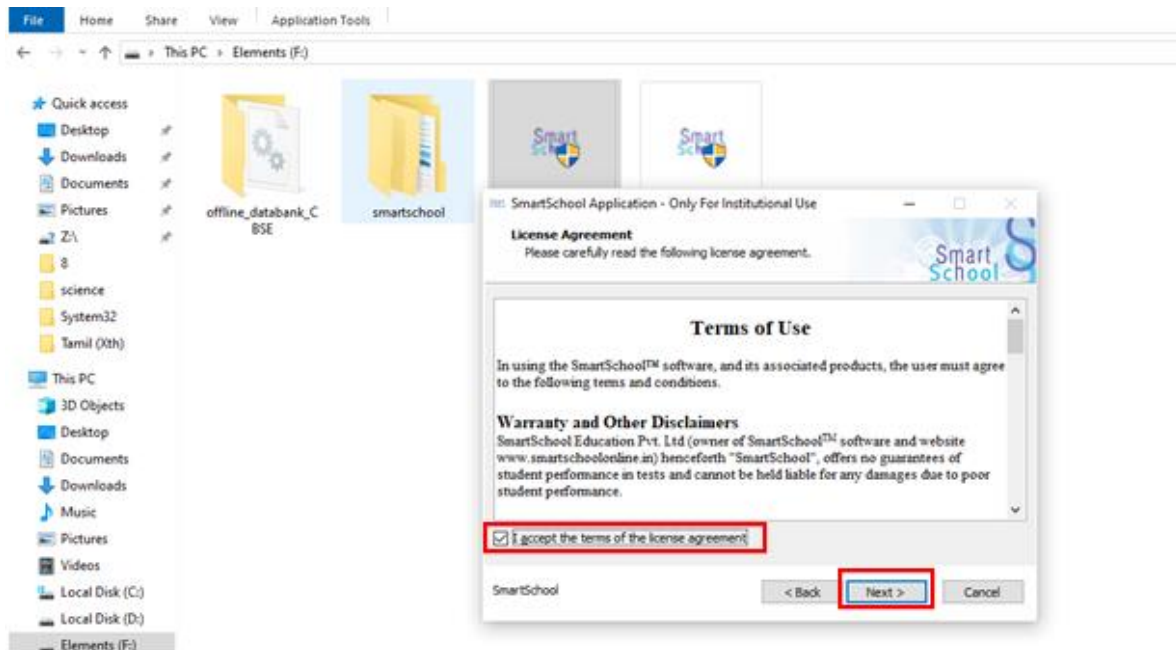 File Home Share View Application Tools
This PC › Elements (F:)
Quick access
Desktop
Downloads
Documents
Pictures
Z:\
8
science
System32
Tamil (Xth)
This PC
3D Objects
Desktop
Documents
Downloads
Music
Pictures
Videos
Local Disk (C:)
Local Disk (D:)
Elements (F:)
offline_databank_C
BSE
smartschool
Smart
School
Smart
School
SmartSchool Application - Only For Institutional Use
License Agreement
Please carefully read the following license agreement.
Smart
School
Terms of Use
In using the SmartSchool™ software, and its associated products, the user must agree
to the following terms and conditions.
Warranty and Other Disclaimers
SmartSchool Education Pvt. Ltd (owner of SmartSchool™ software and website
www.smartschoolonline.in) henceforth "SmartSchool", offers no guarantees of
student performance in tests and cannot be held liable for any damages due to poor
student performance.
I accept the terms of the license agreement
SmartSchool
< Back Next > Cancel